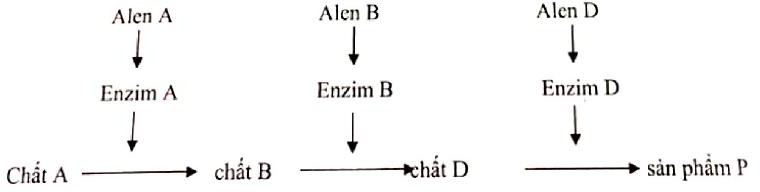 Alen A Alen B Alen D
Enzim A Enzim B Enzim D
Chất A chất B chất D sản phẩm P